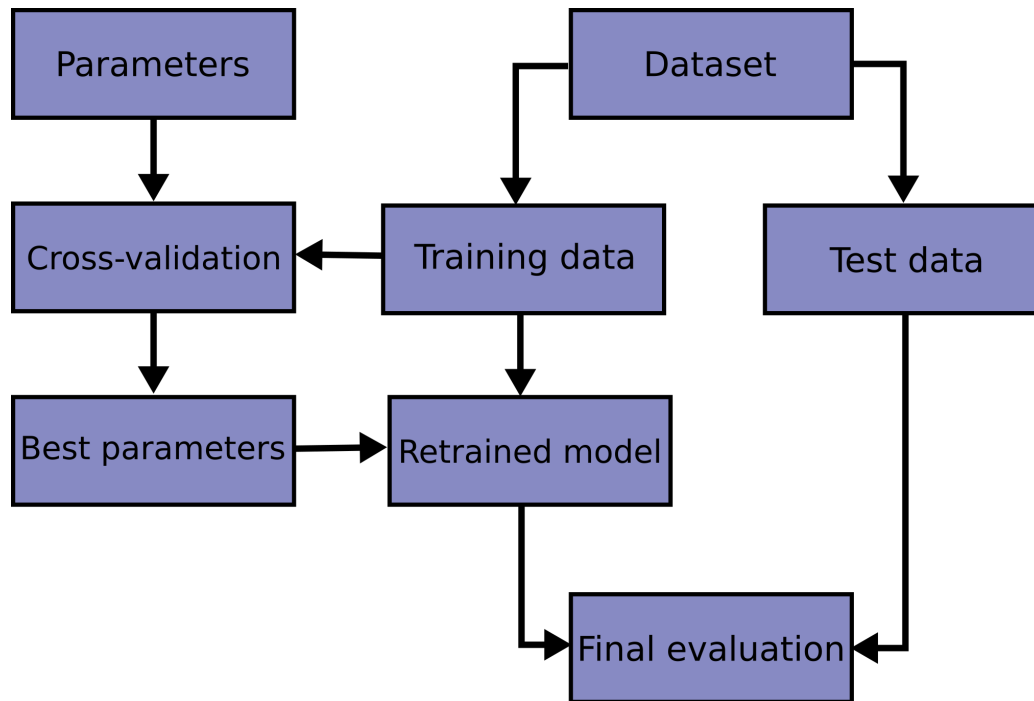 Parameters
Dataset
Cross-validation
Training data
Test data
Best parameters
Retrained model
Final evaluation